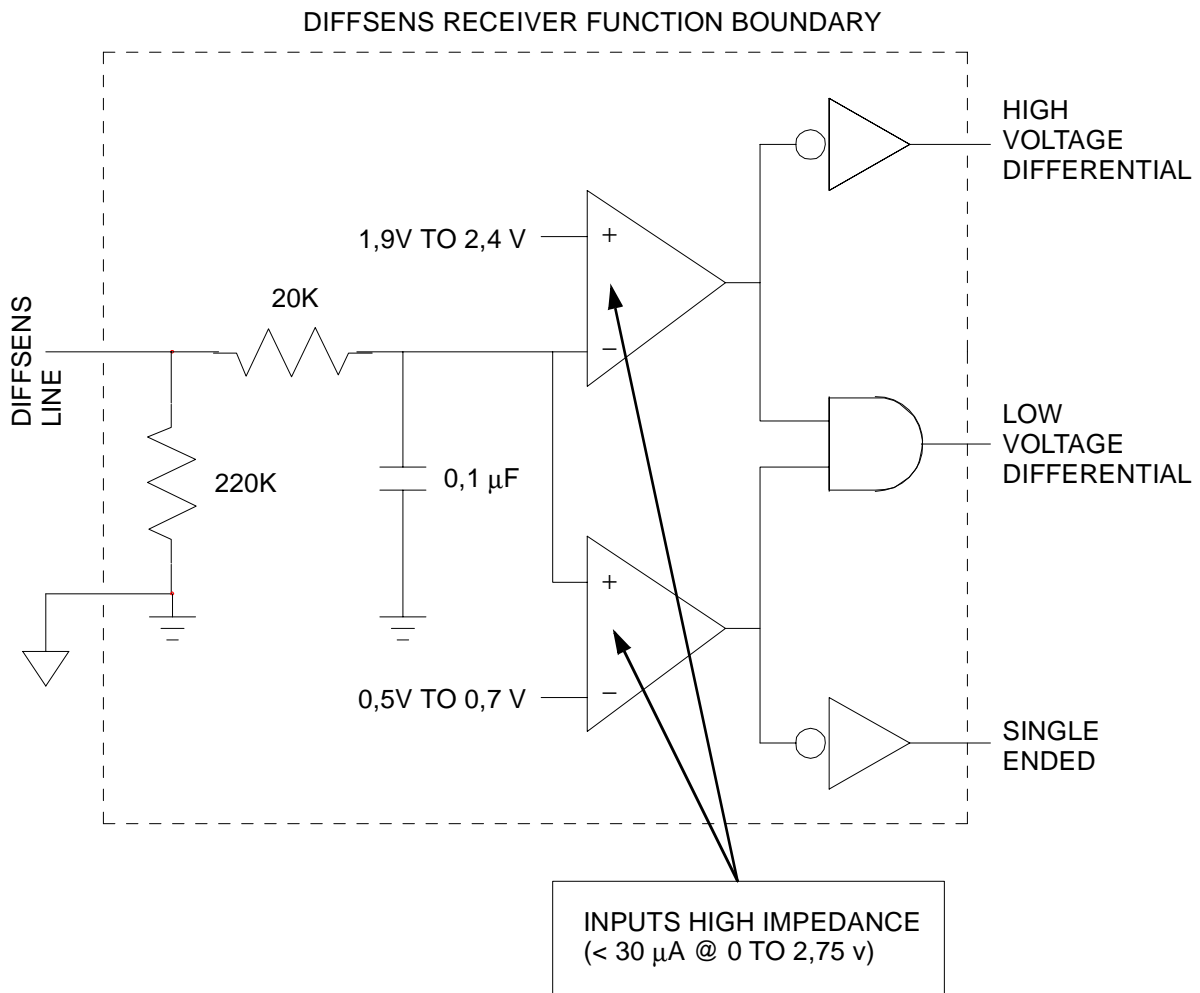 DIFFSENS RECEIVER FUNCTION BOUNDARY
HIGH
VOLTAGE
DIFFERENTIAL
1,9V TO 2,4 V
+
−
20K
DIFFSENS
LINE
220K
0,1 μF
LOW
VOLTAGE
DIFFERENTIAL
+
−
0,5V TO 0,7 V
SINGLE
ENDED
INPUTS HIGH IMPEDANCE
(< 30 μA @ 0 TO 2,75 v)